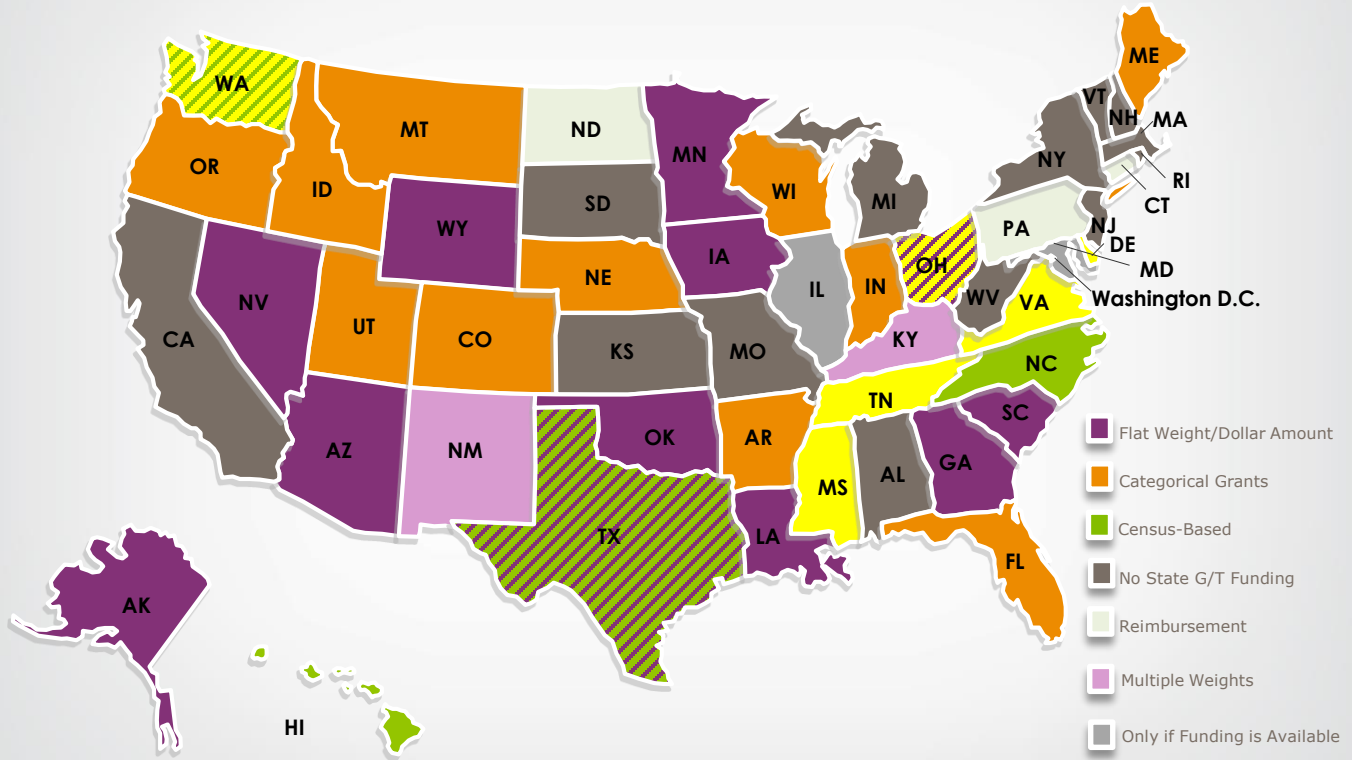 ME
WA
VT
NH
MA
MT
ND
MN
OR
NY
ID
WI
RI
SD
MI
CT
WY
PA
NJ
DE
IA
OH
MD
NE
IL
IN
WV
VA
Washington D.C.
NV
UT
CO
CA
KS
MO
KY
NC
TN
SC
Flat Weight/Dollar Amount
AZ
NM
OK
AR
GA
AL
MS
Categorical Grants
Census-Based
TX
LA
FL
No State G/T Funding
AK
Reimbursement
Multiple Weights
HI
Only if Funding is Available